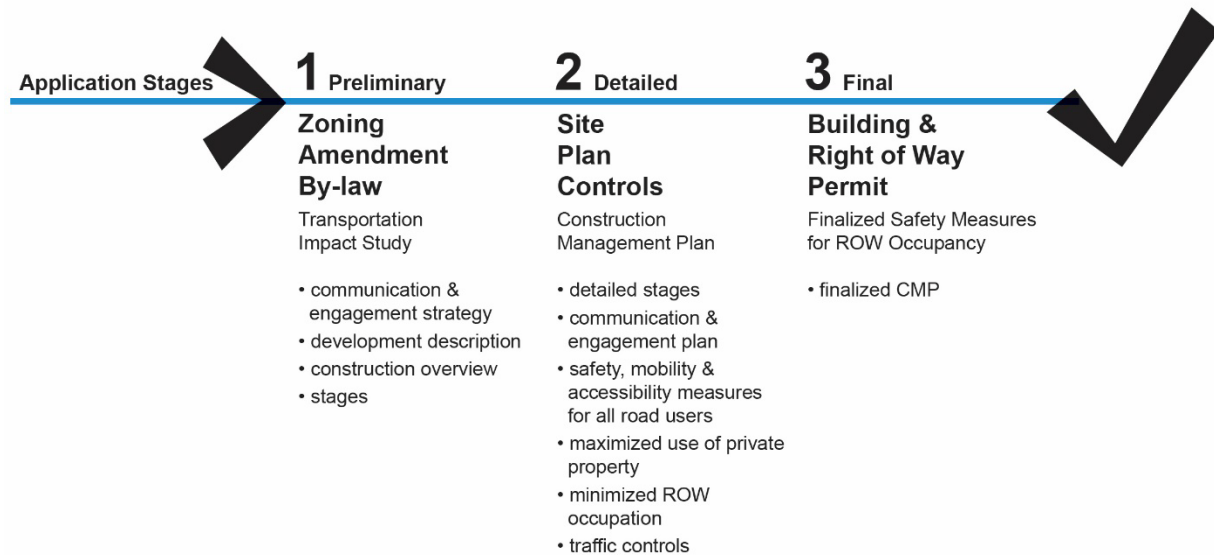 Application Stages
1 Preliminary
Zoning
Amendment
By-law
Transportation
Impact Study
• communication &
engagement strategy
• development description
• construction overview
• stages
2 Detailed
Site
Plan
Controls
Construction
Management Plan
• detailed stages
• communication &
engagement plan
• safety, mobility &
accessibility measures
for all road users
• maximized use of private
property
• minimized ROW
occupation
• traffic controls
3 Final
Building &
Right of Way
Permit
Finalized Safety Measures
for ROW Occupancy
• finalized CMP